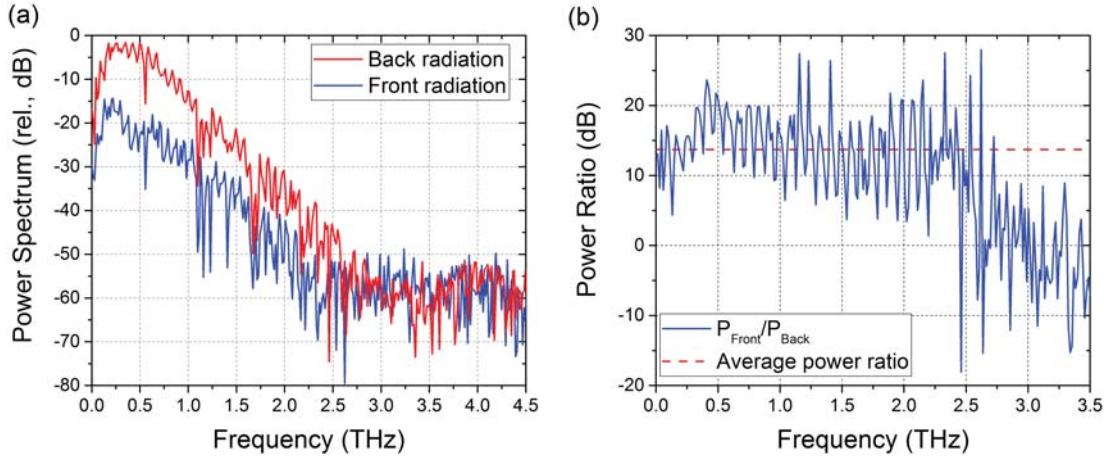 (a)
Power Spectrum (rel., dB)
0
-10
-20
-30
-40
-50
-60
-70
-80
Back radiation
Front radiation
0.0 0.5 1.0 1.5 2.0 2.5 3.0 3.5 4.0 4.5
Frequency (THz)
(b)
Power Ratio (dB)
30
20
10
0
-10
-20
P_Front/P_Back
Average power ratio
0.0 0.5 1.0 1.5 2.0 2.5 3.0 3.5
Frequency (THz)